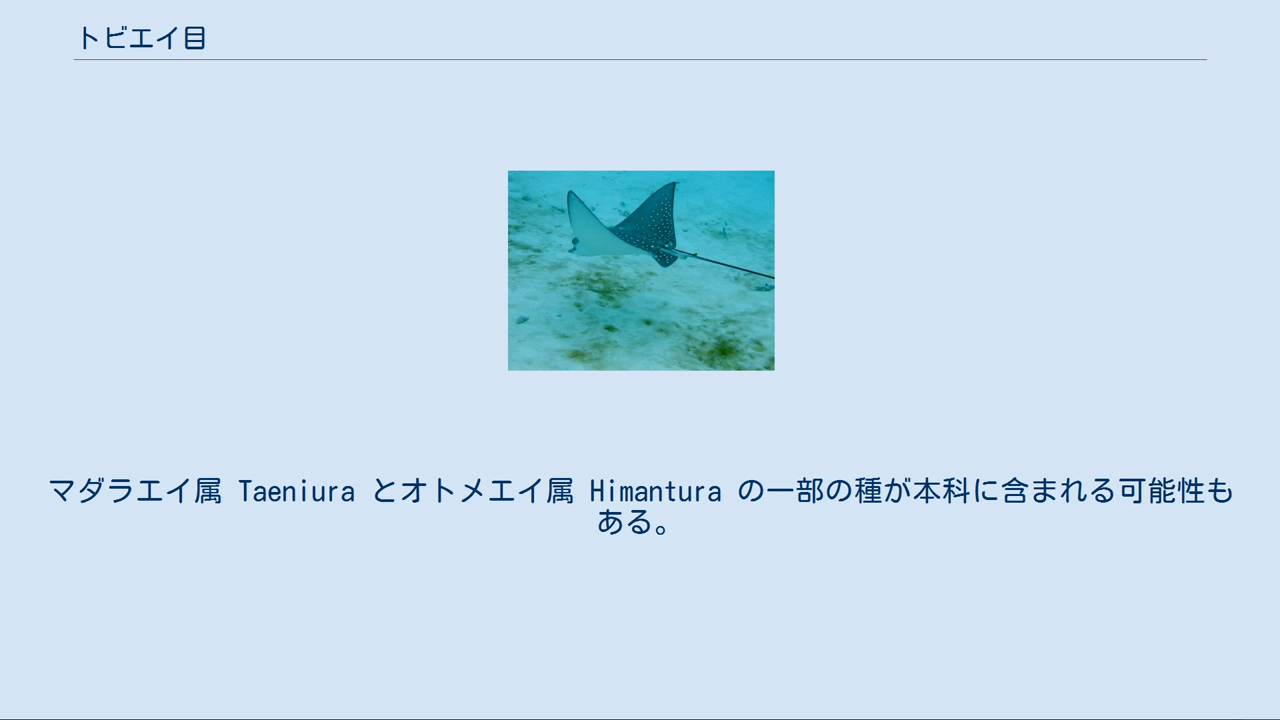 トビエイ目
マダラエイ属 Taeniura とオトメエイ属 Himantura の一部の種が本科に含まれる可能性も
ある。